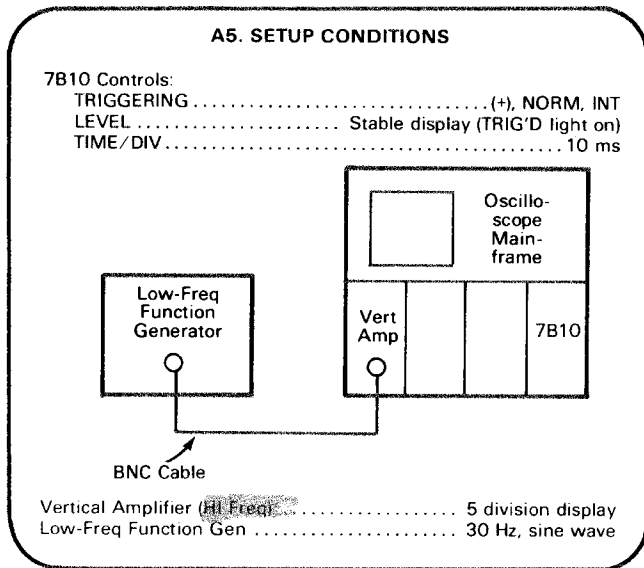 A5. SETUP CONDITIONS
7B10 Controls:
TRIGGERING ........................................ (+), NORM, INT
LEVEL ...................... Stable display (TRIG'D light on)
TIME/DIV ................................................ 10 ms
Oscillo-
scope
Main-
frame
Low-Freq
Function
Generator
Vert
Amp
7B10
BNC Cable
Vertical Amplifier (HI Freq) .................... 5 division display
Low-Freq Function Gen ........................ 30 Hz, sine wave